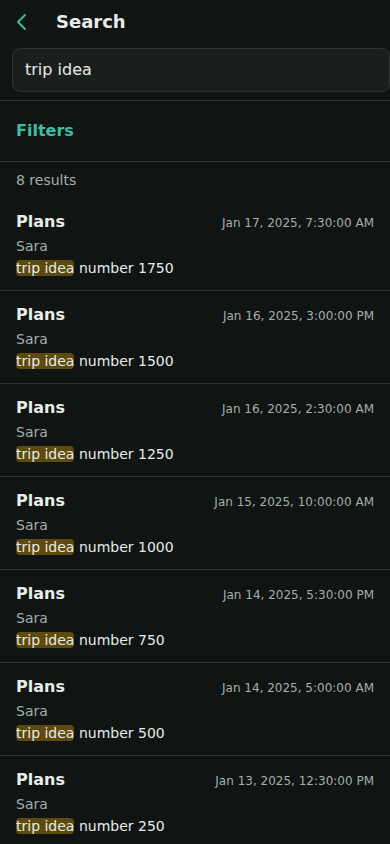 Search
trip idea
Filters
8 results
Plans Jan 17, 2025, 7:30:00 AM
Sara
trip idea number 1750
Plans Jan 16, 2025, 3:00:00 PM
Sara
trip idea number 1500
Plans Jan 16, 2025, 2:30:00 AM
Sara
trip idea number 1250
Plans Jan 15, 2025, 10:00:00 AM
Sara
trip idea number 1000
Plans Jan 14, 2025, 5:30:00 PM
Sara
trip idea number 750
Plans Jan 14, 2025, 5:00:00 AM
Sara
trip idea number 500
Plans Jan 13, 2025, 12:30:00 PM
Sara
trip idea number 250